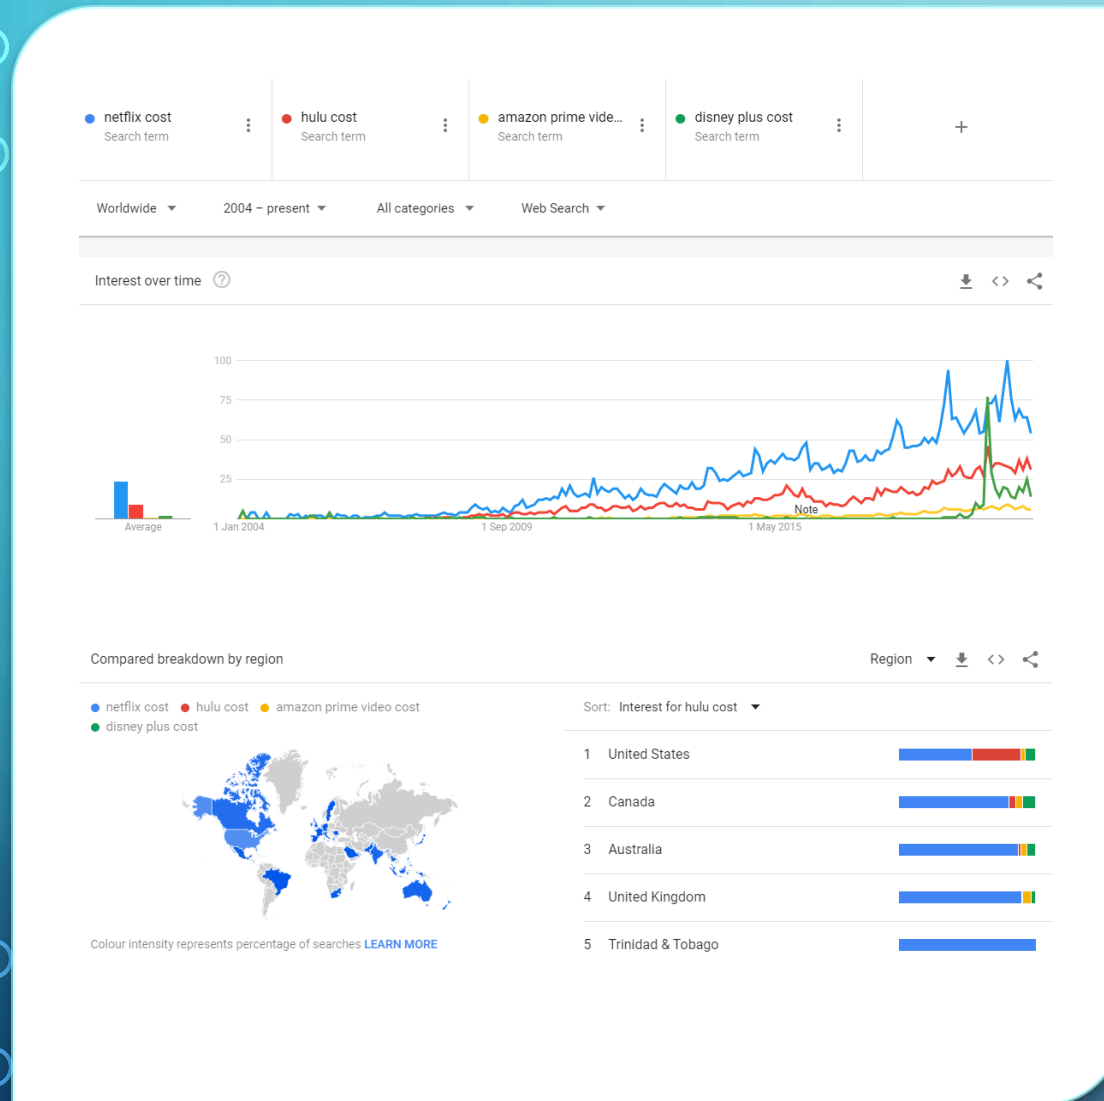 netflix cost
Search term
hulu cost
Search term
amazon prime vide...
Search term
disney plus cost
Search term
+
Worldwide
2004 – present
All categories
Web Search
Interest over time ?
100
75
50
25
Note
Average
1 Jan 2004
1 Sep 2009
1 May 2015
Compared breakdown by region
Region
netflix cost
hulu cost
amazon prime video cost
disney plus cost
Colour intensity represents percentage of searches LEARN MORE
Sort: Interest for hulu cost
1 United States
2 Canada
3 Australia
4 United Kingdom
5 Trinidad & Tobago